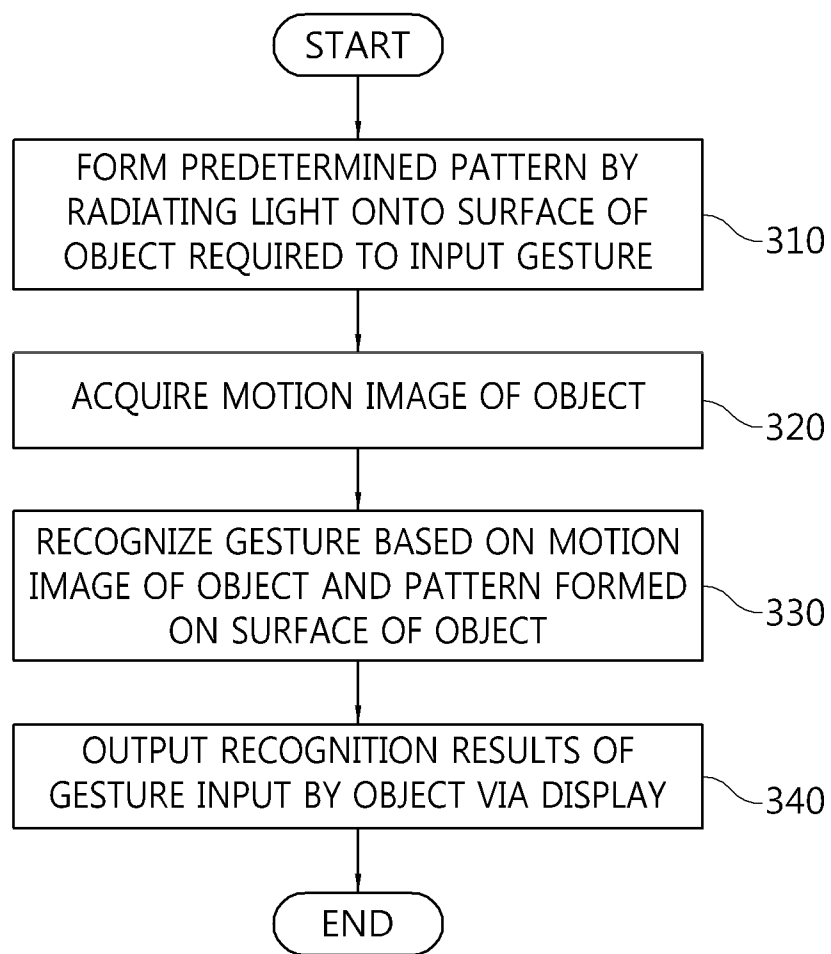 START
FORM PREDETERMINED PATTERN BY
RADIATING LIGHT ONTO SURFACE OF
OBJECT REQUIRED TO INPUT GESTURE
310
ACQUIRE MOTION IMAGE OF OBJECT
320
RECOGNIZE GESTURE BASED ON MOTION
IMAGE OF OBJECT AND PATTERN FORMED
ON SURFACE OF OBJECT
330
OUTPUT RECOGNITION RESULTS OF
GESTURE INPUT BY OBJECT VIA DISPLAY
340
END